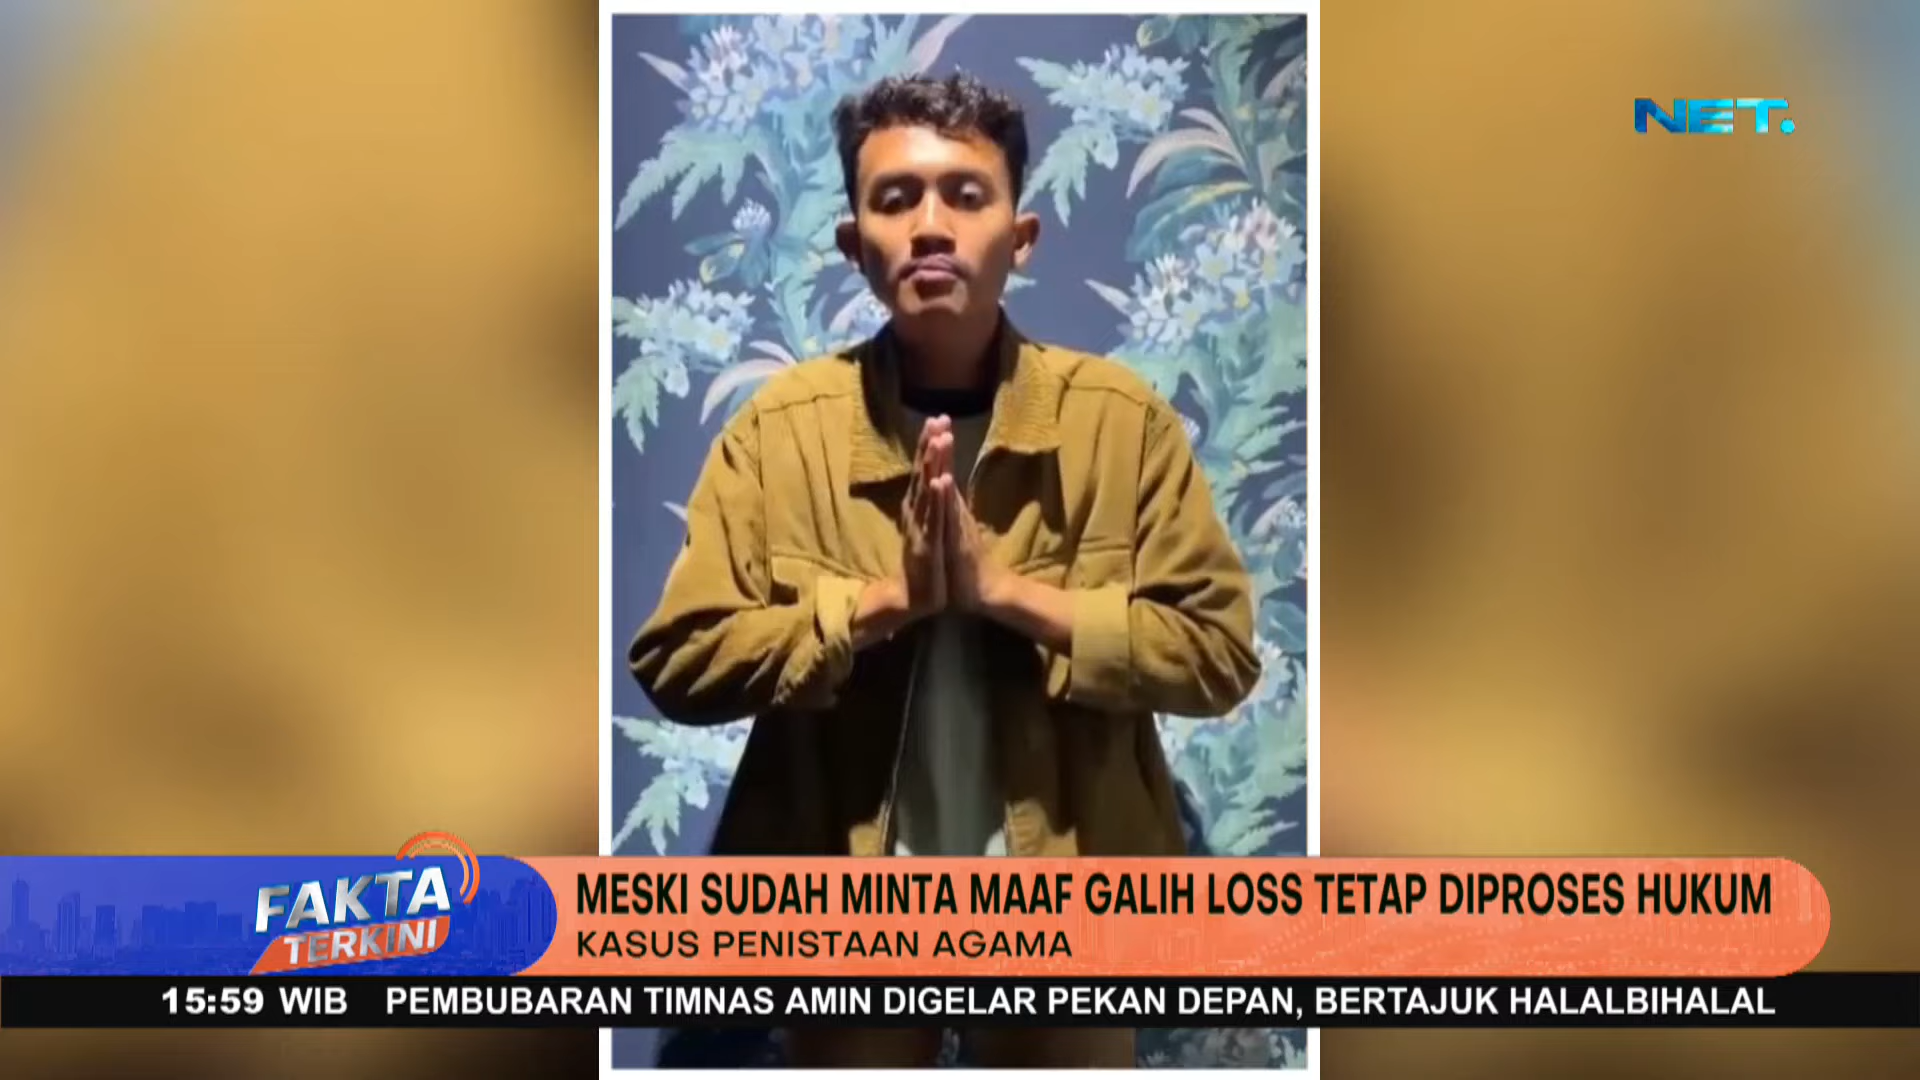 NET.
FAKTA
TERKINI
MESKI SUDAH MINTA MAAF GALIH LOSS TETAP DIPROSES HUKUM
KASUS PENISTAAN AGAMA
15:59 WIB PEMBUBARAN TIMNAS AMIN DIGELAR PEKAN DEPAN, BERTAJUK HALALBIHALAL